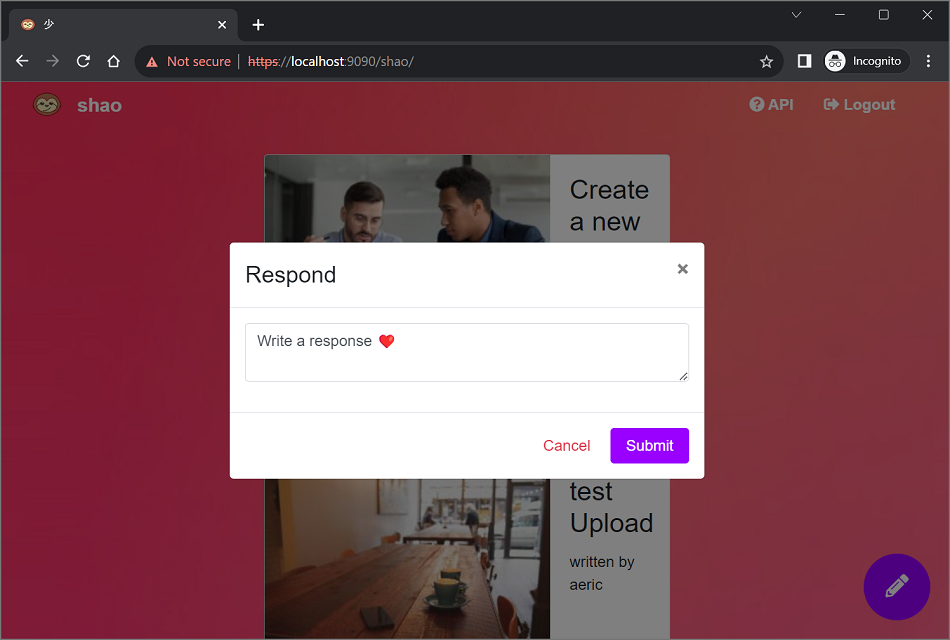 少
Not secure https://localhost:9090/shao/
Incognito
shao
API
Logout
Create
a new
Respond
×
Write a response ❤️
Cancel
Submit
test
Upload
written by
aeric